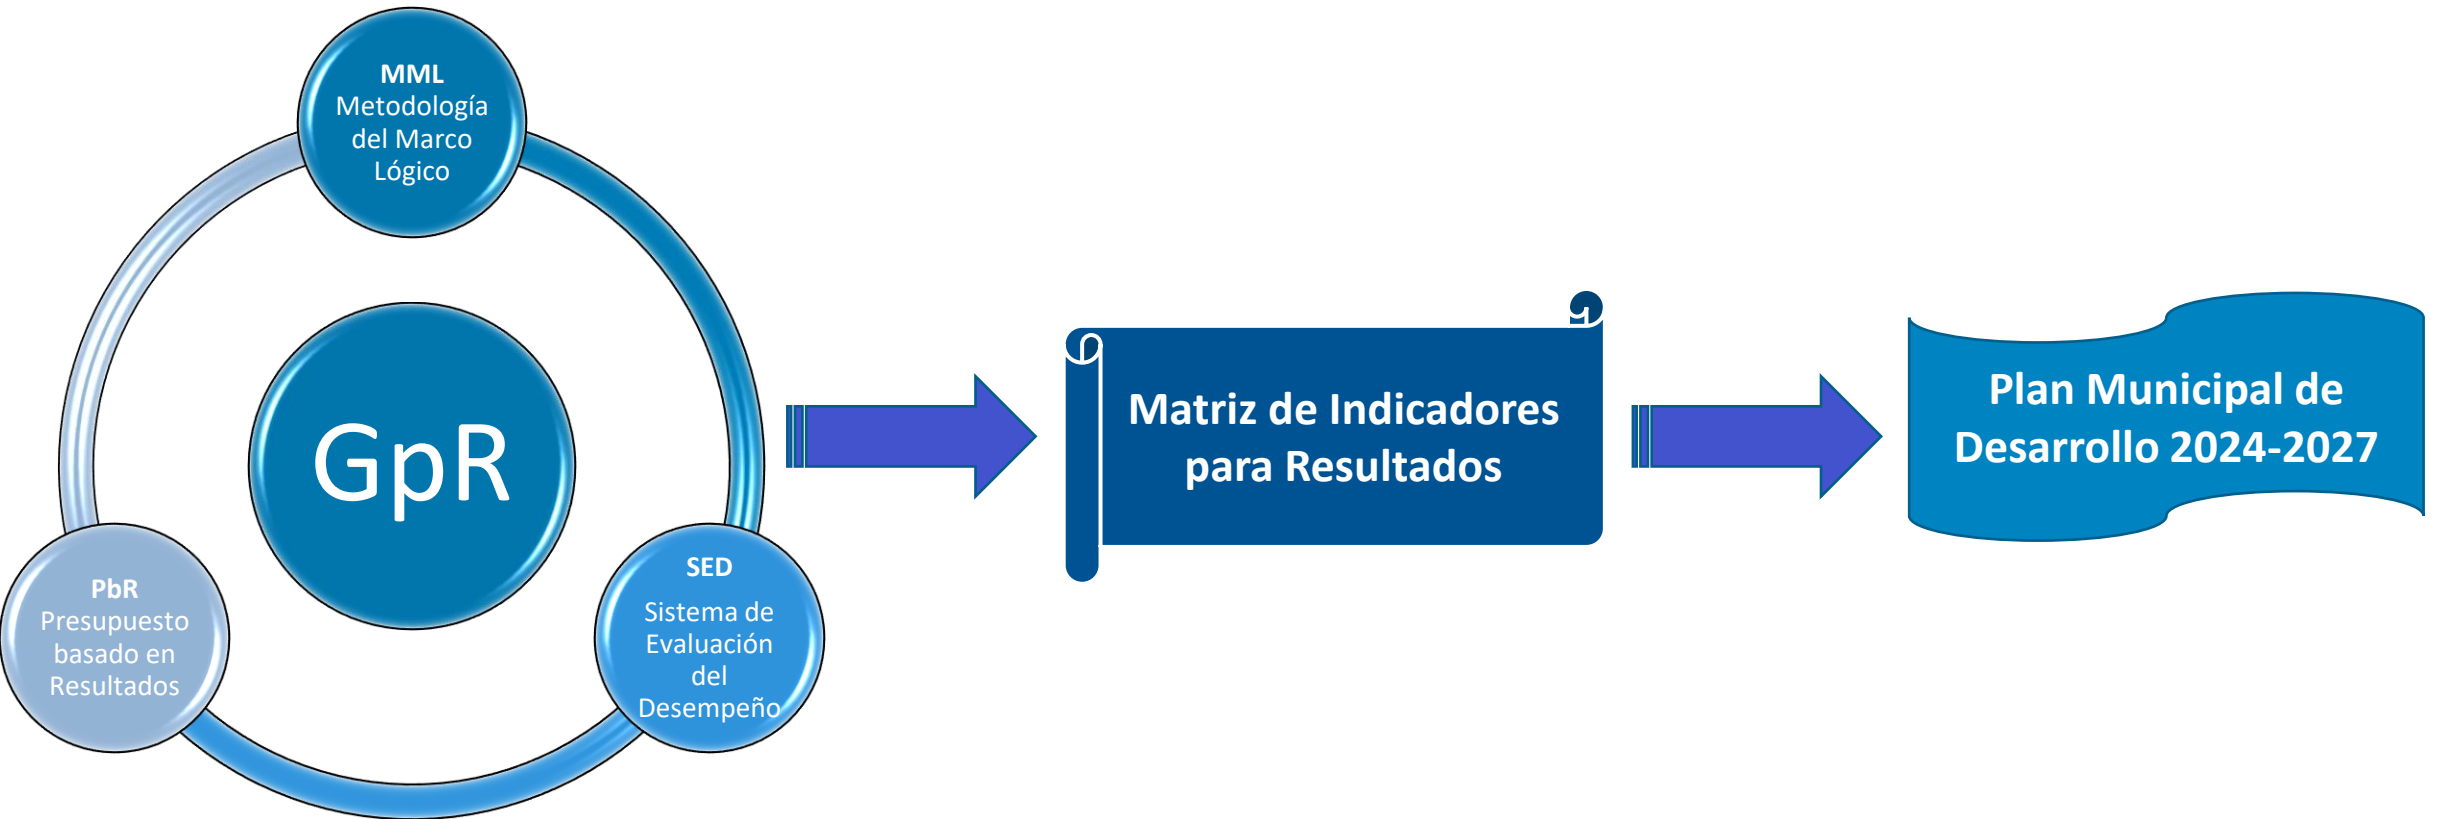 MML
Metodología
del Marco
Lógico
GpR
PbR
Presupuesto
basado en
Resultados
SED
Sistema de
Evaluación
del
Desempeño
Matriz de Indicadores
para Resultados
Plan Municipal de
Desarrollo 2024-2027